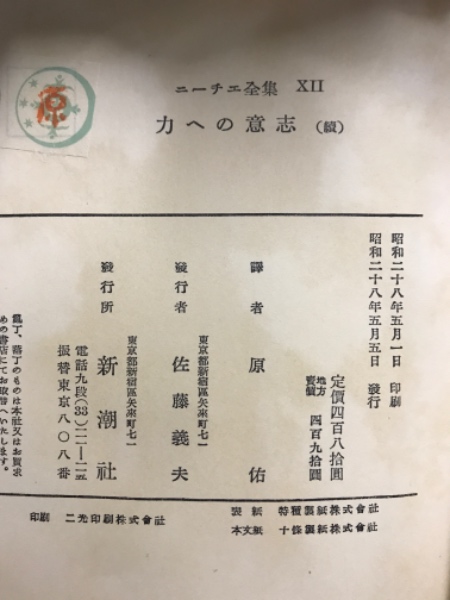 ニーチエ全集 XII
力への意志（續）
原
昭和二十八年五月一日 印刷
昭和二十八年五月五日 發行
定價四百八拾圓
地方賣價 四百九拾圓
譯者 原 佑
東京都新宿區矢來町七一
發行者 佐藤義夫
東京都新宿區矢來町七一
發行所 新潮社
電話九段(33)二一一一五
振替東京八〇八番
亂丁、落丁のものは本社又はお買求
めの書店にてお取替へいたします。
表紙 特種製紙株式會社
本文紙 十條製紙株式會社
印刷 二光印刷株式會社